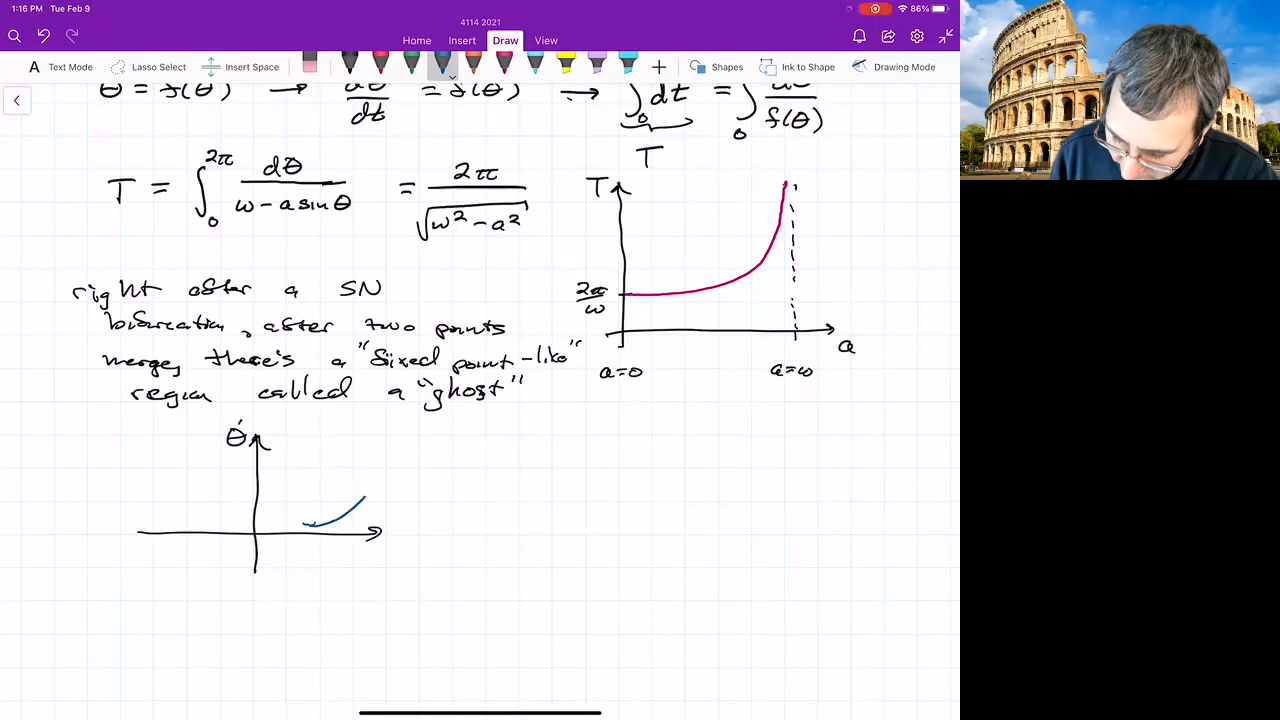 1:16 PM Tue Feb 9
86%
4114 2021
Home Insert Draw View
Text Mode Lasso Select Insert Space Shapes Ink to Shape Drawing Mode
θ̇ = f(θ) → dθ/dt = f(θ) → ∫₀ dt = ∫₀ dθ/f(θ)
T
T = ∫₀^2π dθ/(ω - a sin θ) = 2π/√(ω² - a²)
T
2π/ω
a
a=0 a=ω
right after a SN
bifurcation, after two points
merge, there's a "fixed point-like"
region called a "ghost"
θ̇